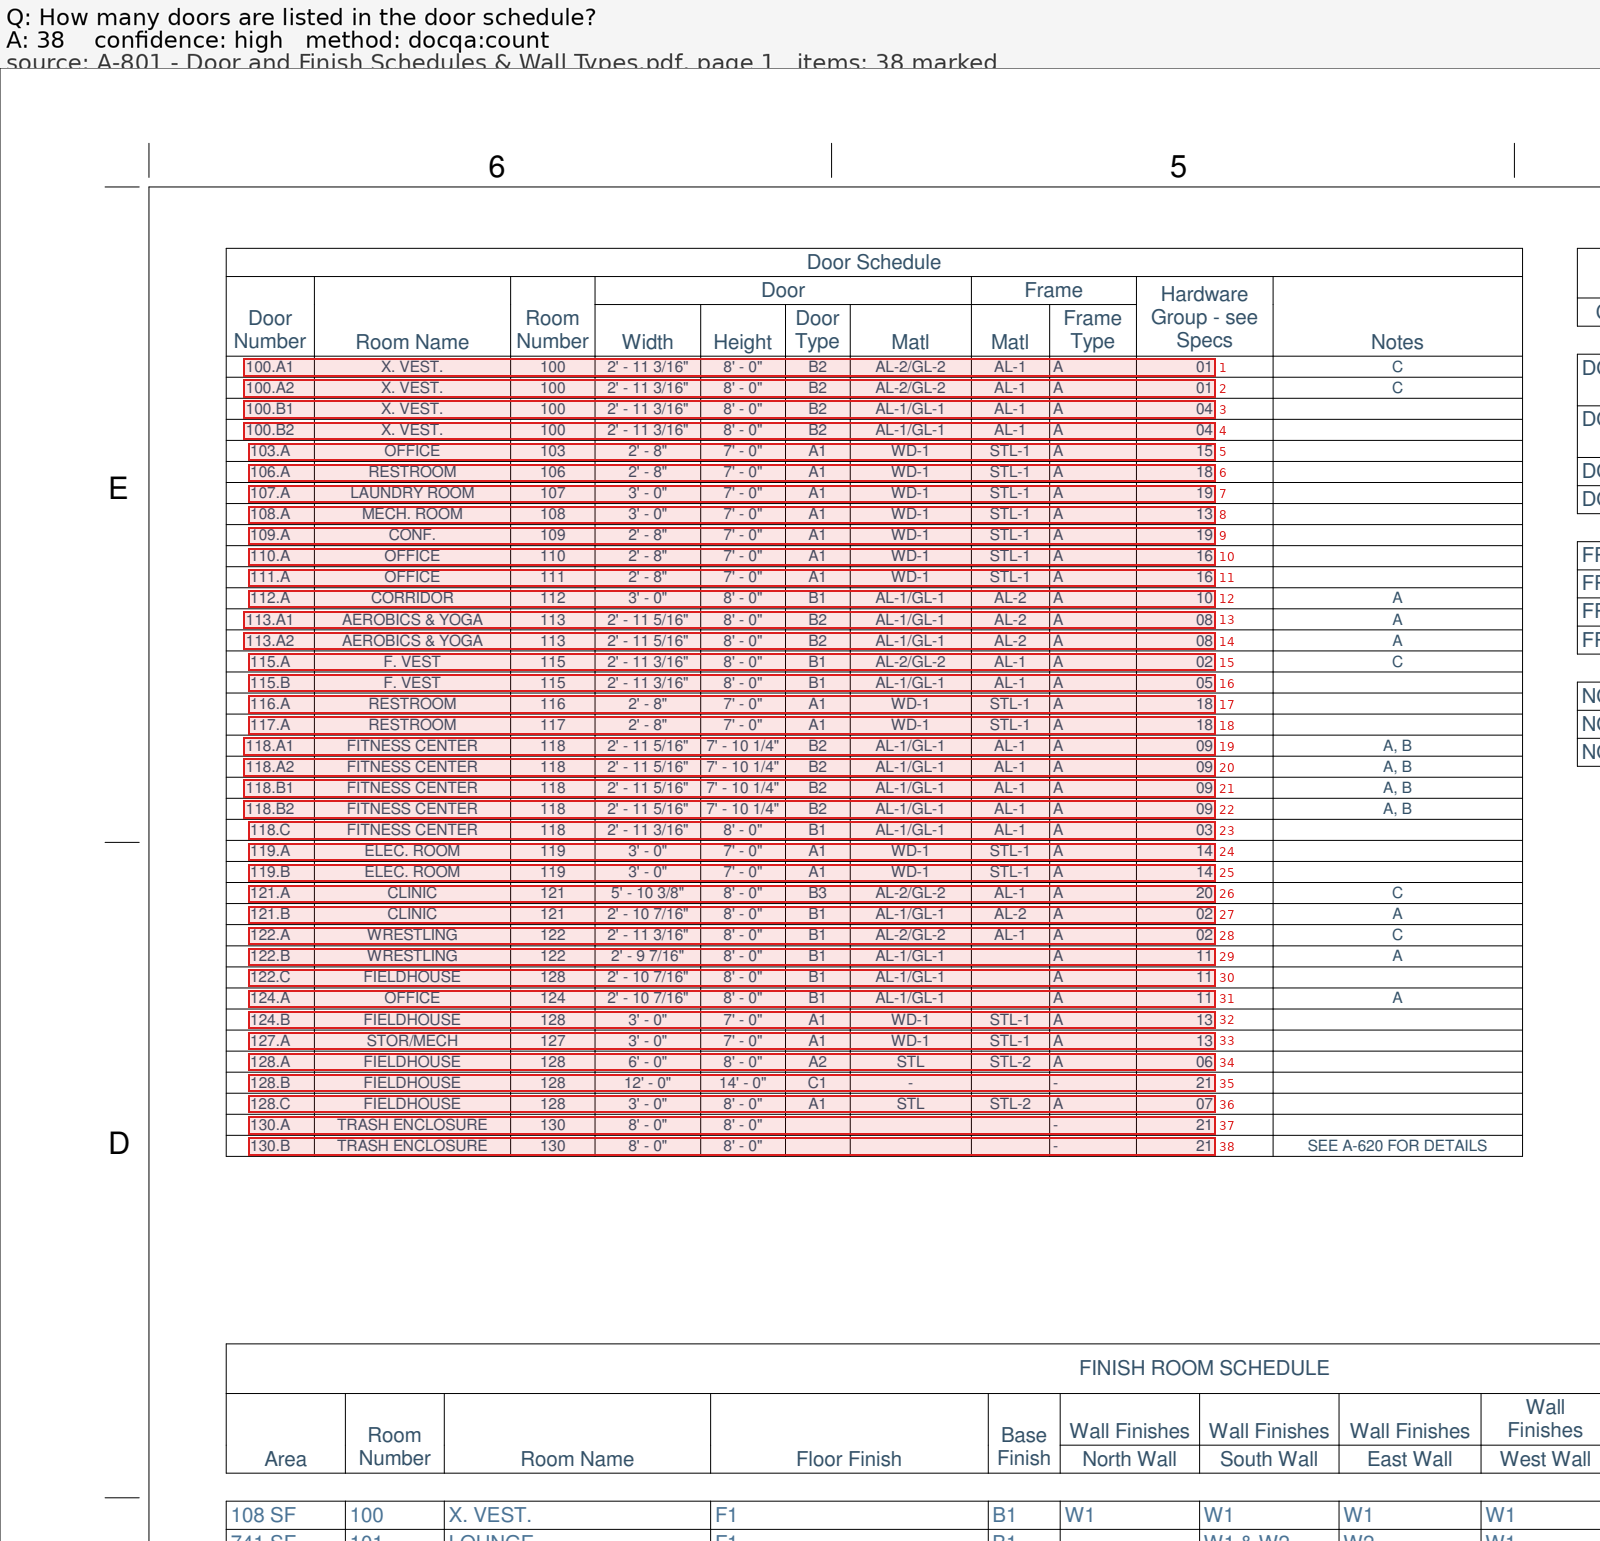 Q: How many doors are listed in the door schedule?
A: 38 confidence: high method: docqa:count
source: A-801 - Door and Finish Schedules & Wall Types.pdf, page 1 items: 38 marked
6 5
Door Schedule
Door Number Room Name Room Number Door Frame Hardware Group - see Specs Notes
Width Height Door Type Matl Matl Frame Type
100.A1 X. VEST. 100 2' - 11 3/16" 8' - 0" B2 AL-2/GL-2 AL-1 A 01 1 C
100.A2 X. VEST. 100 2' - 11 3/16" 8' - 0" B2 AL-2/GL-2 AL-1 A 01 2 C
100.B1 X. VEST. 100 2' - 11 3/16" 8' - 0" B2 AL-1/GL-1 AL-1 A 04 3
100.B2 X. VEST. 100 2' - 11 3/16" 8' - 0" B2 AL-1/GL-1 AL-1 A 04 4
103.A OFFICE 103 2' - 8" 7' - 0" A1 WD-1 STL-1 A 15 5
106.A RESTROOM 106 2' - 8" 7' - 0" A1 WD-1 STL-1 A 18 6
107.A LAUNDRY ROOM 107 3' - 0" 7' - 0" A1 WD-1 STL-1 A 19 7
108.A MECH. ROOM 108 3' - 0" 7' - 0" A1 WD-1 STL-1 A 13 8
109.A CONF. 109 2' - 8" 7' - 0" A1 WD-1 STL-1 A 19 9
110.A OFFICE 110 2' - 8" 7' - 0" A1 WD-1 STL-1 A 16 10
111.A OFFICE 111 2' - 8" 7' - 0" A1 WD-1 STL-1 A 16 11
112.A CORRIDOR 112 3' - 0" 8' - 0" B1 AL-1/GL-1 AL-2 A 10 12 A
113.A1 AEROBICS & YOGA 113 2' - 11 5/16" 8' - 0" B2 AL-1/GL-1 AL-2 A 08 13 A
113.A2 AEROBICS & YOGA 113 2' - 11 5/16" 8' - 0" B2 AL-1/GL-1 AL-2 A 08 14 A
115.A F. VEST 115 2' - 11 3/16" 8' - 0" B1 AL-2/GL-2 AL-1 A 02 15 C
115.B F. VEST 115 2' - 11 3/16" 8' - 0" B1 AL-1/GL-1 AL-1 A 05 16
116.A RESTROOM 116 2' - 8" 7' - 0" A1 WD-1 STL-1 A 18 17
117.A RESTROOM 117 2' - 8" 7' - 0" A1 WD-1 STL-1 A 18 18
118.A1 FITNESS CENTER 118 2' - 11 5/16" 7' - 10 1/4" B2 AL-1/GL-1 AL-1 A 09 19 A, B
118.A2 FITNESS CENTER 118 2' - 11 5/16" 7' - 10 1/4" B2 AL-1/GL-1 AL-1 A 09 20 A, B
118.B1 FITNESS CENTER 118 2' - 11 5/16" 7' - 10 1/4" B2 AL-1/GL-1 AL-1 A 09 21 A, B
118.B2 FITNESS CENTER 118 2' - 11 5/16" 7' - 10 1/4" B2 AL-1/GL-1 AL-1 A 09 22 A, B
118.C FITNESS CENTER 118 2' - 11 3/16" 8' - 0" B1 AL-1/GL-1 AL-1 A 03 23
119.A ELEC. ROOM 119 3' - 0" 7' - 0" A1 WD-1 STL-1 A 14 24
119.B ELEC. ROOM 119 3' - 0" 7' - 0" A1 WD-1 STL-1 A 14 25
121.A CLINIC 121 5' - 10 3/8" 8' - 0" B3 AL-2/GL-2 AL-1 A 20 26 C
121.B CLINIC 121 2' - 10 7/16" 8' - 0" B1 AL-1/GL-1 AL-2 A 02 27 A
122.A WRESTLING 122 2' - 11 3/16" 8' - 0" B1 AL-2/GL-2 AL-1 A 02 28 C
122.B WRESTLING 122 2' - 9 7/16" 8' - 0" B1 AL-1/GL-1 A 11 29 A
122.C FIELDHOUSE 128 2' - 10 7/16" 8' - 0" B1 AL-1/GL-1 A 11 30
124.A OFFICE 124 2' - 10 7/16" 8' - 0" B1 AL-1/GL-1 A 11 31 A
124.B FIELDHOUSE 128 3' - 0" 7' - 0" A1 WD-1 STL-1 A 13 32
127.A STOR/MECH 127 3' - 0" 7' - 0" A1 WD-1 STL-1 A 13 33
128.A FIELDHOUSE 128 6' - 0" 8' - 0" A2 STL STL-2 A 06 34
128.B FIELDHOUSE 128 12' - 0" 14' - 0" C1 - - 21 35
128.C FIELDHOUSE 128 3' - 0" 8' - 0" A1 STL STL-2 A 07 36
130.A TRASH ENCLOSURE 130 8' - 0" 8' - 0" - 21 37
130.B TRASH ENCLOSURE 130 8' - 0" 8' - 0" - 21 38 SEE A-620 FOR DETAILS
E
D
FINISH ROOM SCHEDULE
Area Room Number Room Name Floor Finish Base Finish Wall Finishes Wall Finishes Wall Finishes Wall Finishes
North Wall South Wall East Wall West Wall
108 SF 100 X. VEST. F1 B1 W1 W1 W1 W1